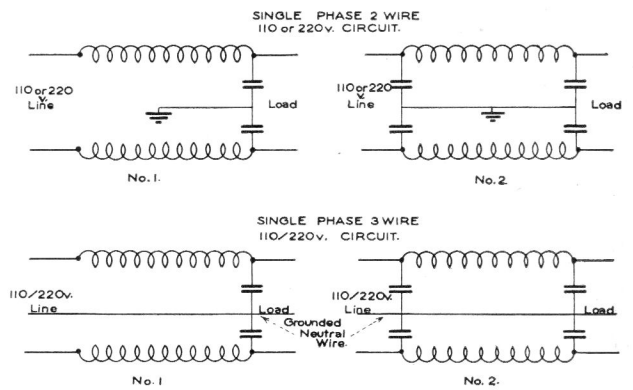 SINGLE PHASE 2 WIRE
110 or 220v. CIRCUIT.
110 or 220
v.
Line
Load
No. 1.
110 or 220
v.
Line
Load
No. 2
SINGLE PHASE 3 WIRE
110/220v. CIRCUIT.
110/220v.
Line
Load
Grounded
Neutral
Wire.
No. 1
110/220v.
Line
Load
No. 2.